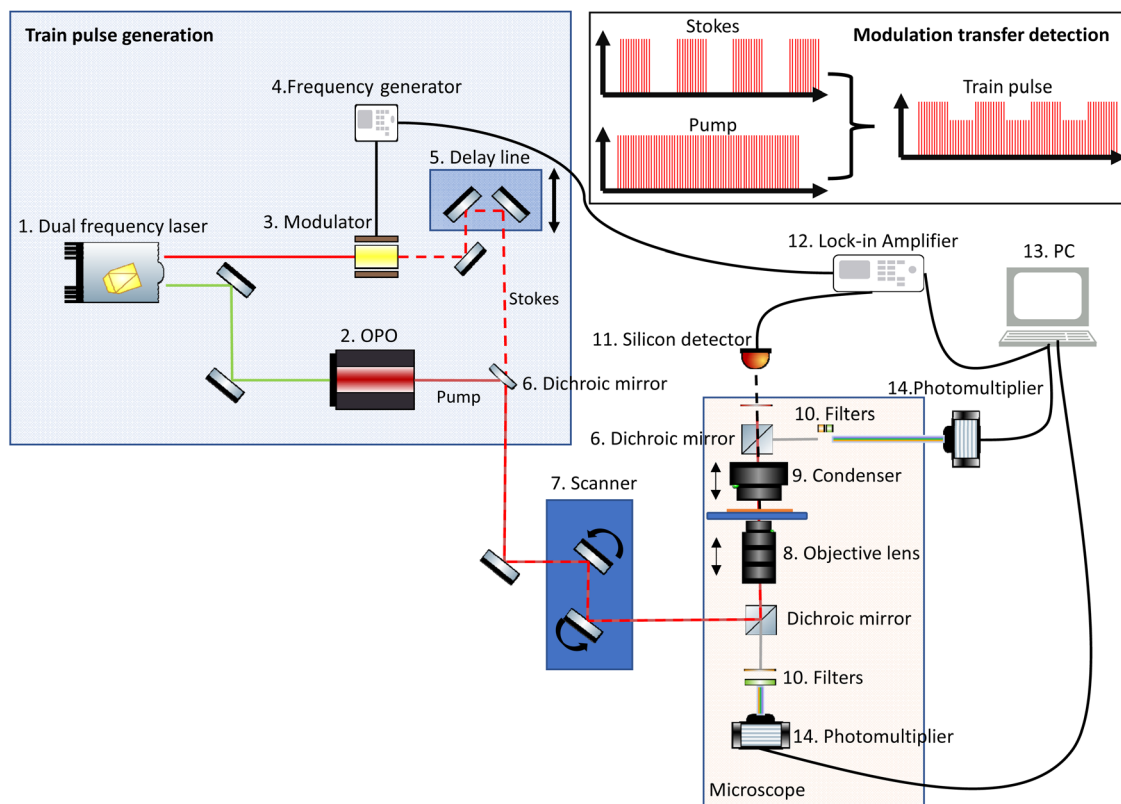 Train pulse generation
4.Frequency generator
5. Delay line
3. Modulator
1. Dual frequency laser
Stokes
2. OPO
Pump
6. Dichroic mirror
Stokes
Modulation transfer detection
Train pulse
Pump
12. Lock-in Amplifier
13. PC
11. Silicon detector
14.Photomultiplier
10. Filters
6. Dichroic mirror
9. Condenser
7. Scanner
8. Objective lens
Dichroic mirror
10. Filters
14. Photomultiplier
Microscope